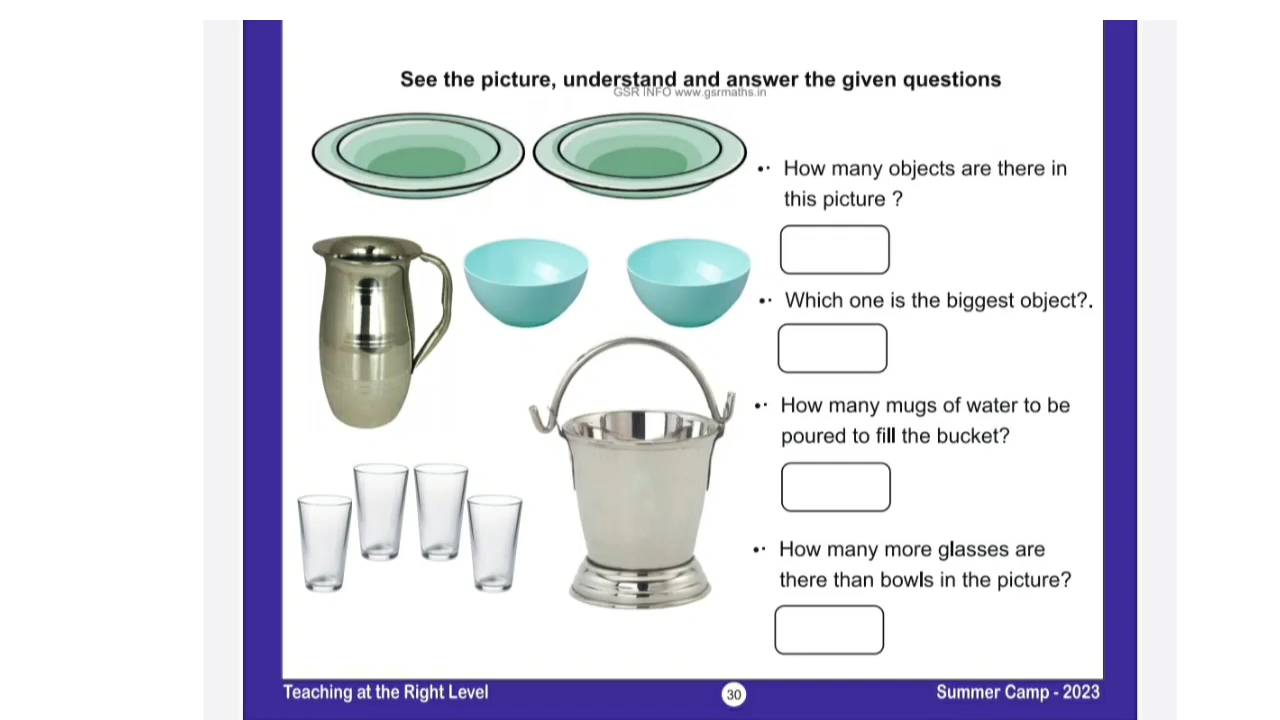 See the picture, understand and answer the given questions
GSR INFO www.gsrmaths.in
•· How many objects are there in
this picture ?
•· Which one is the biggest object?.
•· How many mugs of water to be
poured to fill the bucket?
•· How many more glasses are
there than bowls in the picture?
Teaching at the Right Level
30
Summer Camp - 2023